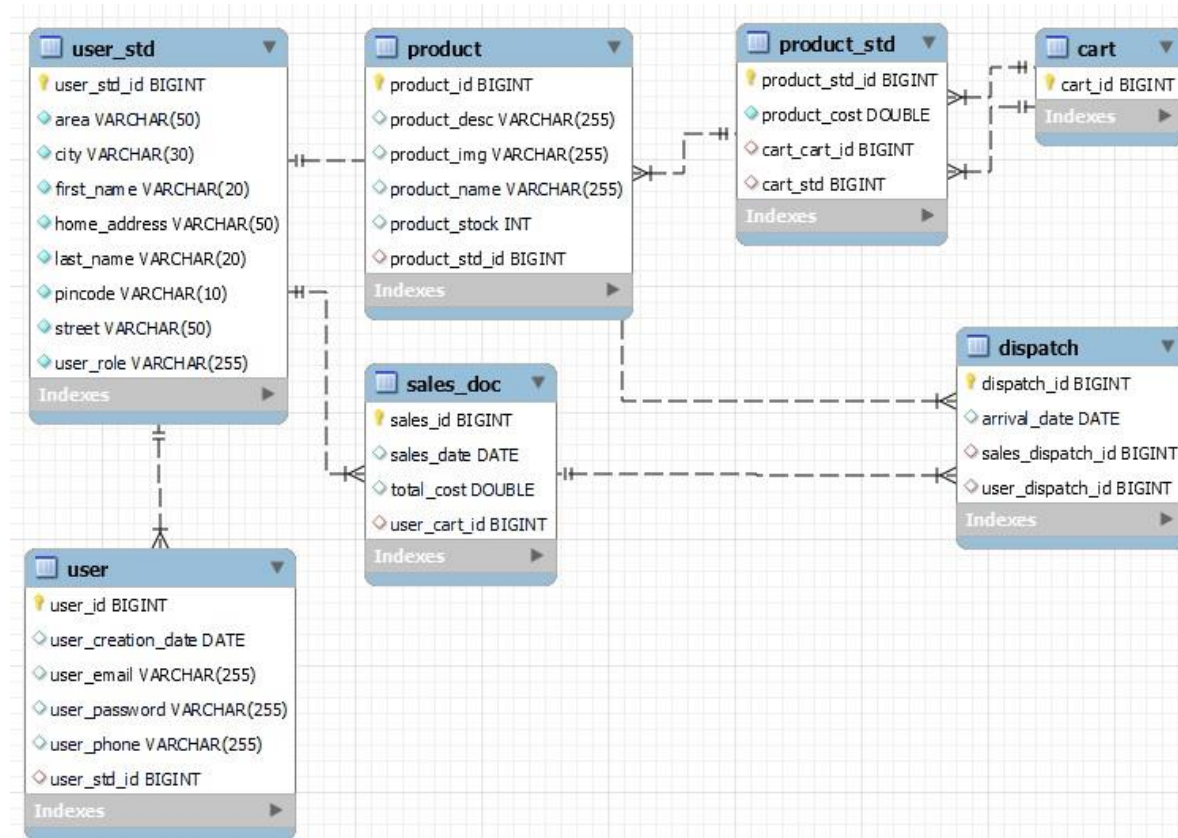 user_std
user_std_id BIGINT
area VARCHAR(50)
city VARCHAR(30)
first_name VARCHAR(20)
home_address VARCHAR(50)
last_name VARCHAR(20)
pincode VARCHAR(10)
street VARCHAR(50)
user_role VARCHAR(255)
Indexes
product
product_id BIGINT
product_desc VARCHAR(255)
product_img VARCHAR(255)
product_name VARCHAR(255)
product_stock INT
product_std_id BIGINT
Indexes
product_std
product_std_id BIGINT
product_cost DOUBLE
cart_cart_id BIGINT
cart_std BIGINT
Indexes
cart
cart_id BIGINT
Indexes
sales_doc
sales_id BIGINT
sales_date DATE
total_cost DOUBLE
user_cart_id BIGINT
Indexes
dispatch
dispatch_id BIGINT
arrival_date DATE
sales_dispatch_id BIGINT
user_dispatch_id BIGINT
Indexes
user
user_id BIGINT
user_creation_date DATE
user_email VARCHAR(255)
user_password VARCHAR(255)
user_phone VARCHAR(255)
user_std_id BIGINT
Indexes